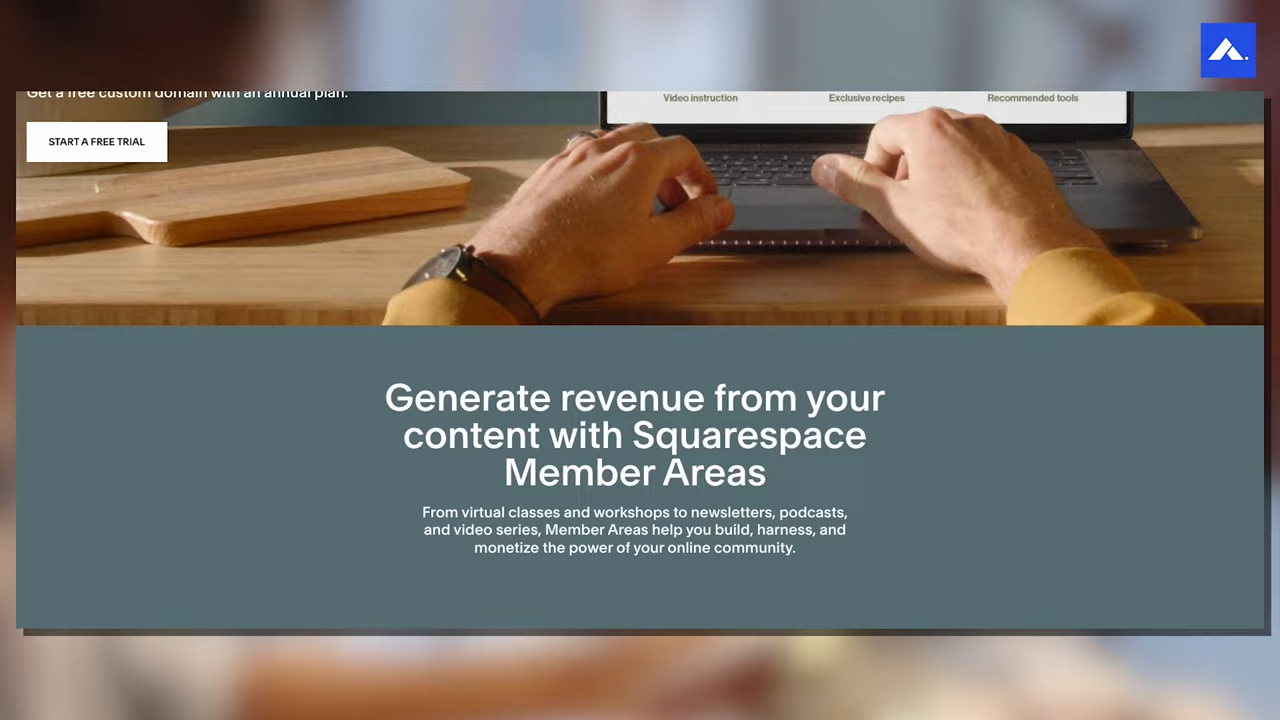 Get a free custom domain with an annual plan.
START A FREE TRIAL
Video instruction
Exclusive recipes
Recommended tools
Generate revenue from your
content with Squarespace
Member Areas
From virtual classes and workshops to newsletters, podcasts,
and video series, Member Areas help you build, harness, and
monetize the power of your online community.